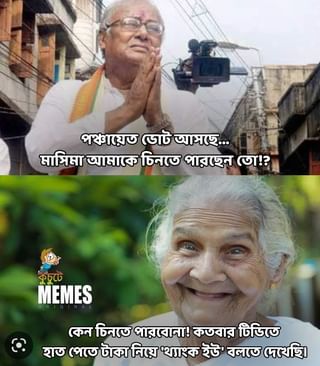 পঞ্চায়েত ভোট আসছে...
মাসিমা আমাকে চিনতে পারছেন তো!?
কুচুটে
MEMES
কেন চিনতে পারবোনা! কতবার টিভিতে
হাত পেতে টাকা নিয়ে 'থ্যাংক ইউ' বলতে দেখেছি।